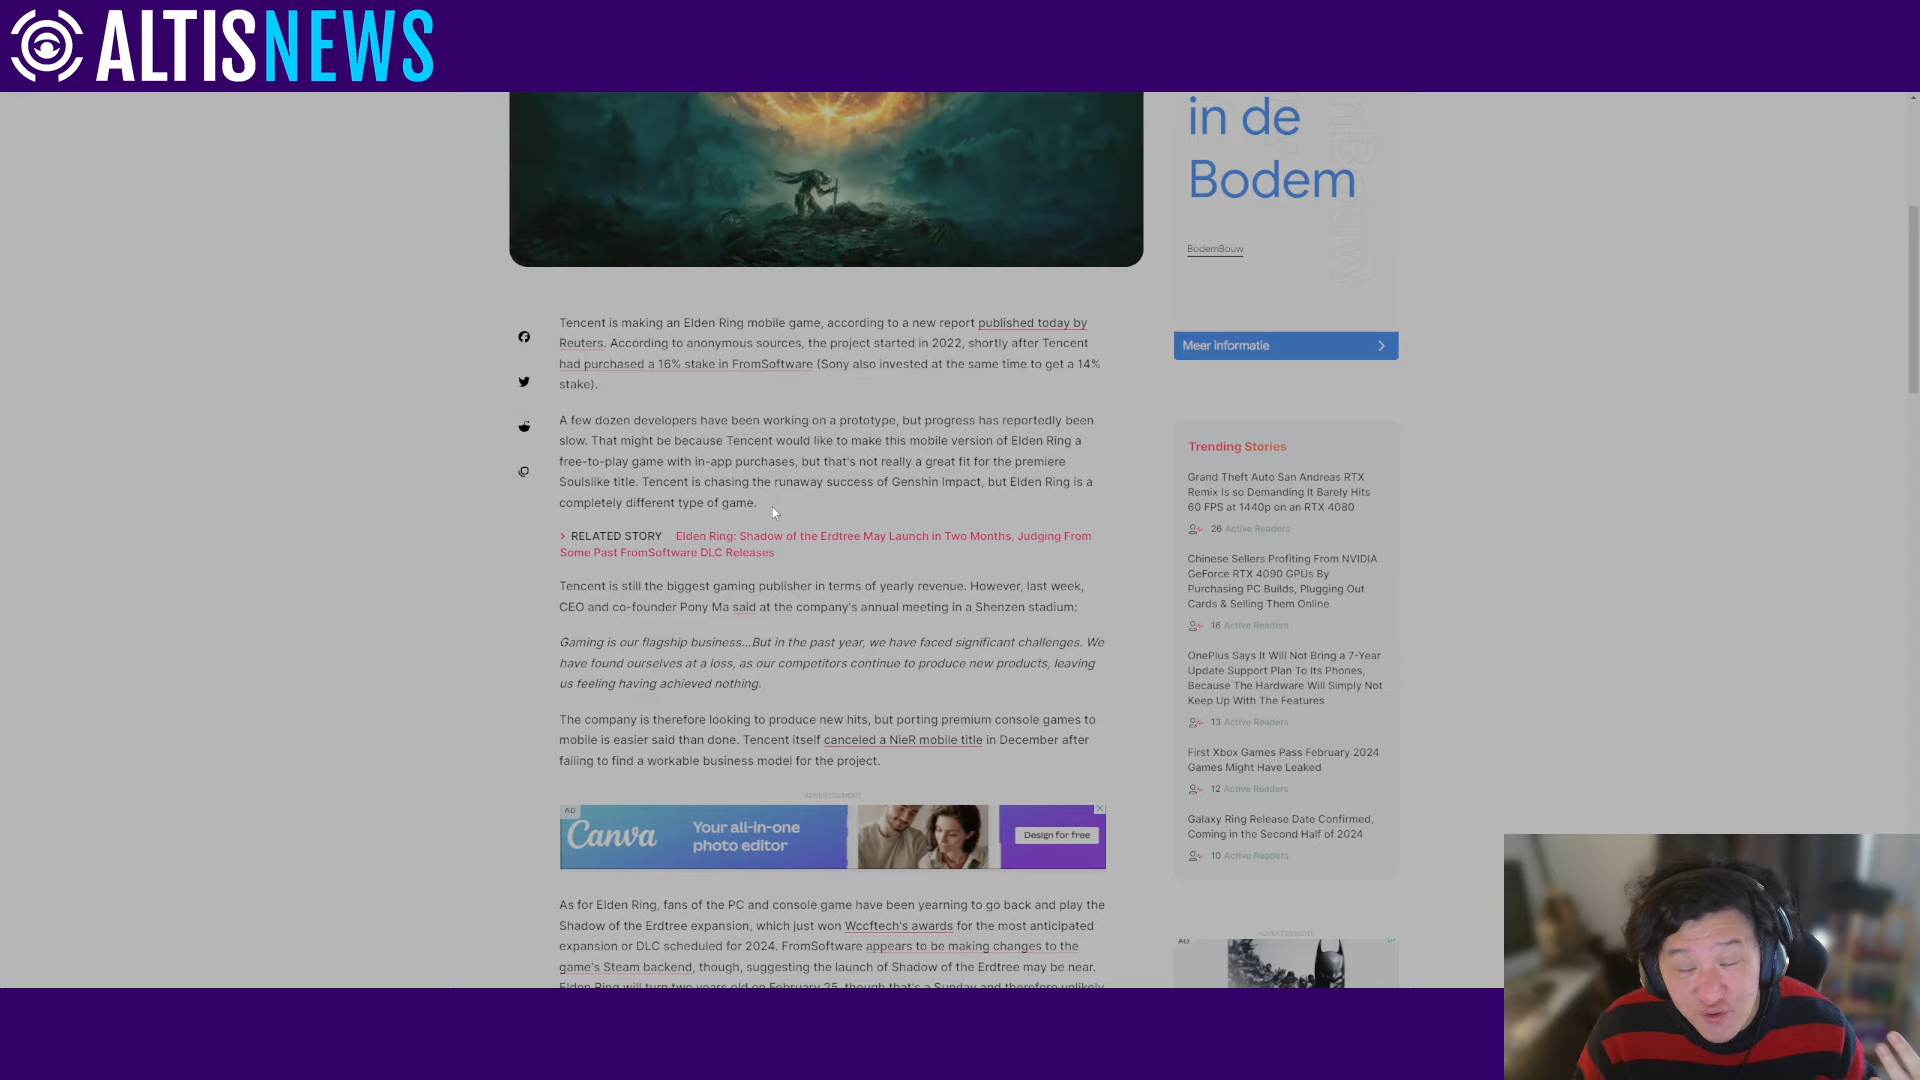 ALTISNEWS
in de
Bodem
BodemBouw
Meer informatie
Tencent is making an Elden Ring mobile game, according to a new report published today by
Reuters. According to anonymous sources, the project started in 2022, shortly after Tencent
had purchased a 16% stake in FromSoftware (Sony also invested at the same time to get a 14%
stake).
A few dozen developers have been working on a prototype, but progress has reportedly been
slow. That might be because Tencent would like to make this mobile version of Elden Ring a
free-to-play game with in-app purchases, but that's not really a great fit for the premiere
Soulslike title. Tencent is chasing the runaway success of Genshin Impact, but Elden Ring is a
completely different type of game.
RELATED STORY Elden Ring: Shadow of the Erdtree May Launch in Two Months, Judging From
Some Past FromSoftware DLC Releases
Tencent is still the biggest gaming publisher in terms of yearly revenue. However, last week,
CEO and co-founder Pony Ma said at the company's annual meeting in a Shenzen stadium:
Gaming is our flagship business...But in the past year, we have faced significant challenges. We
have found ourselves at a loss, as our competitors continue to produce new products, leaving
us feeling having achieved nothing.
The company is therefore looking to produce new hits, but porting premium console games to
mobile is easier said than done. Tencent itself canceled a NieR mobile title in December after
failing to find a workable business model for the project.
ADVERTISEMENT
AD
Canva
Your all-in-one
photo editor
Design for free
As for Elden Ring, fans of the PC and console game have been yearning to go back and play the
Shadow of the Erdtree expansion, which just won Wccftech's awards for the most anticipated
expansion or DLC scheduled for 2024. FromSoftware appears to be making changes to the
game's Steam backend, though, suggesting the launch of Shadow of the Erdtree may be near.
Elden Ring will turn two years old on February 25, though that's a Sunday and therefore unlikely
Trending Stories
Grand Theft Auto San Andreas RTX
Remix Is so Demanding It Barely Hits
60 FPS at 1440p on an RTX 4080
26 Active Readers
Chinese Sellers Profiting From NVIDIA
GeForce RTX 4090 GPUs By
Purchasing PC Builds, Plugging Out
Cards & Selling Them Online
16 Active Readers
OnePlus Says It Will Not Bring a 7-Year
Update Support Plan To Its Phones,
Because The Hardware Will Simply Not
Keep Up With The Features
13 Active Readers
First Xbox Games Pass February 2024
Games Might Have Leaked
12 Active Readers
Galaxy Ring Release Date Confirmed,
Coming in the Second Half of 2024
10 Active Readers
ADVERTISEMENT
AD